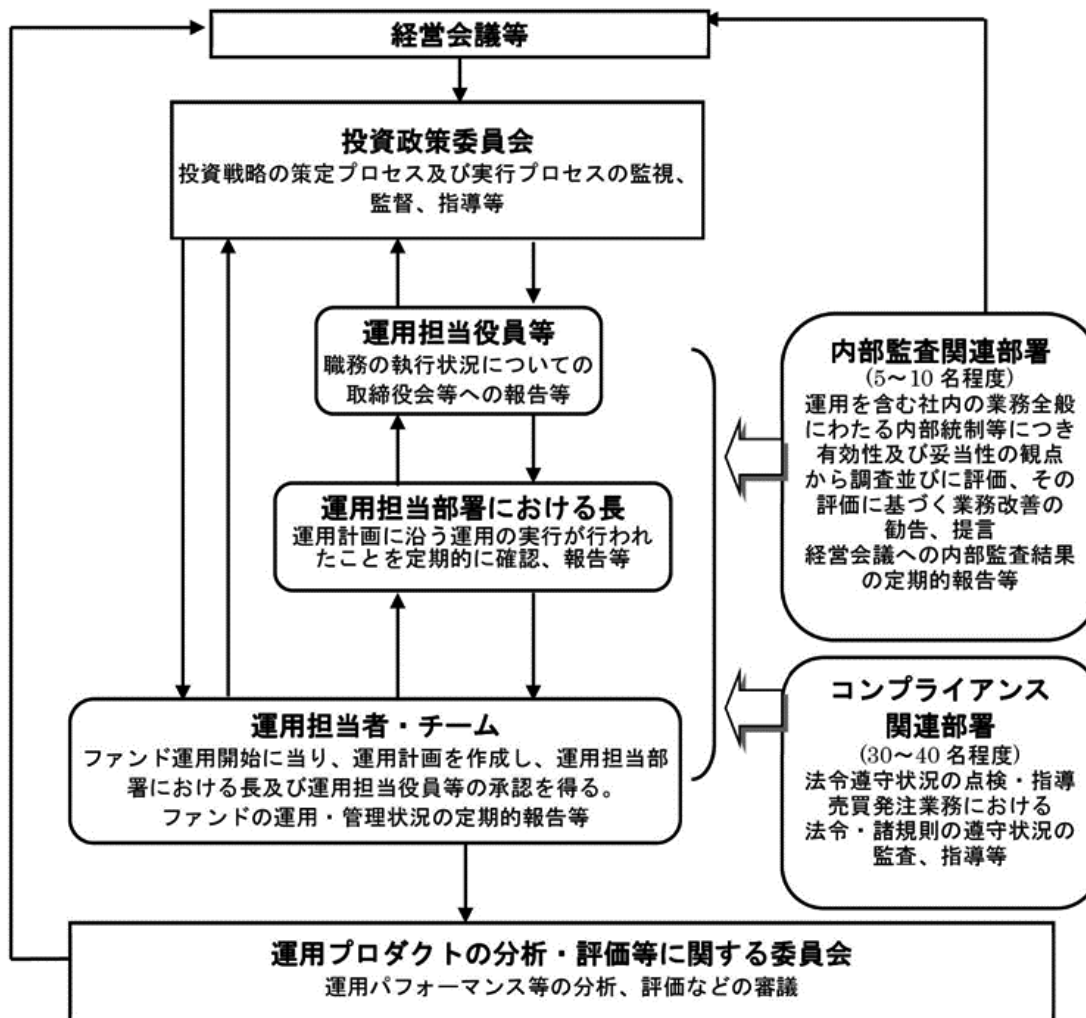 経営会議等
投資政策委員会
投資戦略の策定プロセス及び実行プロセスの監視、
監督、指導等
運用担当役員等
職務の執行状況についての
取締役会等への報告等
運用担当部署における長
運用計画に沿う運用の実行が行われ
たことを定期的に確認、報告等
運用担当者・チーム
ファンド運用開始に当り、運用計画を作成し、運用担当部
署における長及び運用担当役員等の承認を得る。
ファンドの運用・管理状況の定期的報告等
内部監査関連部署
(5～10 名程度)
運用を含む社内の業務全般
にわたる内部統制等につき
有効性及び妥当性の観点
から調査並びに評価、その
評価に基づく業務改善の
勧告、提言
経営会議への内部監査結果
の定期的報告等
コンプライアンス
関連部署
(30～40 名程度)
法令遵守状況の点検・指導
売買発注業務における
法令・諸規則の遵守状況の
監査、指導等
運用プロダクトの分析・評価等に関する委員会
運用パフォーマンス等の分析、評価などの審議